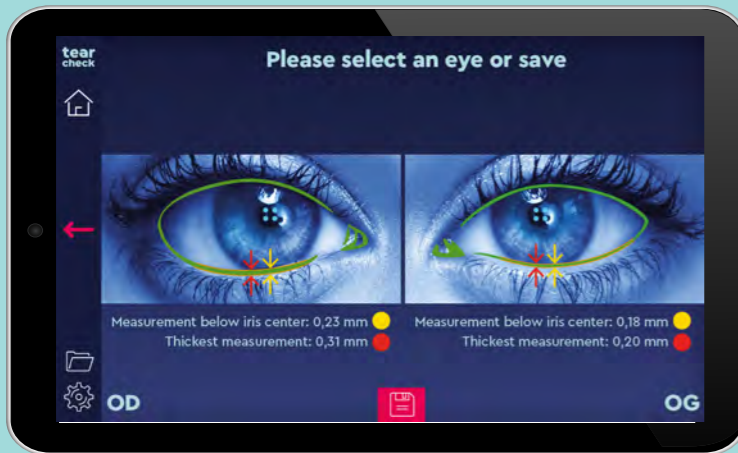 tear
check
Please select an eye or save
Measurement below iris center: 0,23 mm
Thickest measurement: 0,31 mm
Measurement below iris center: 0,18 mm
Thickest measurement: 0,20 mm
OD
OG